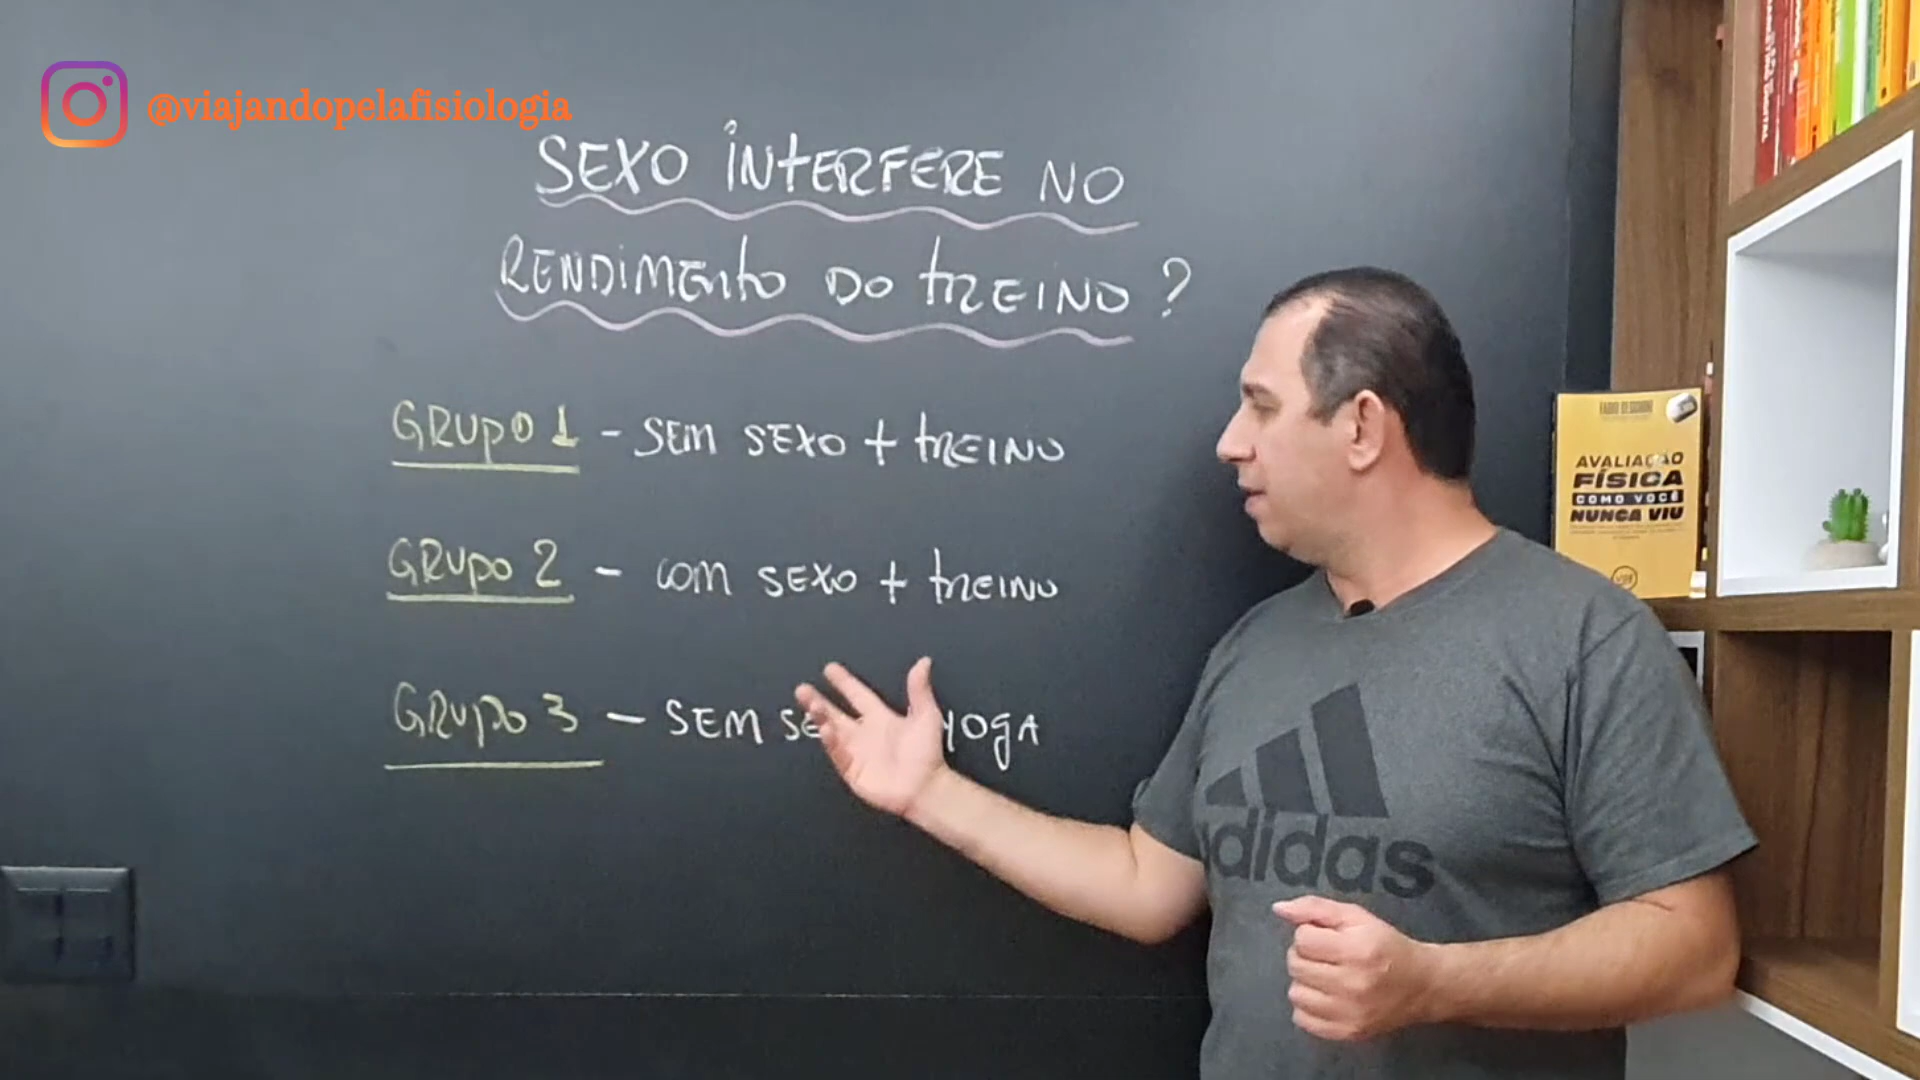 @viajandopelafisiologia
SEXO INTERFERE NO
RENDIMENTO DO TREINO?
GRUPO 1 - SEM SEXO + TREINO
GRUPO 2 - COM SEXO + TREINO
GRUPO 3 - SEM YOGA
AVALIAÇÃO
FÍSICA
COMO VOCÊ
NUNCA VIU
adidas